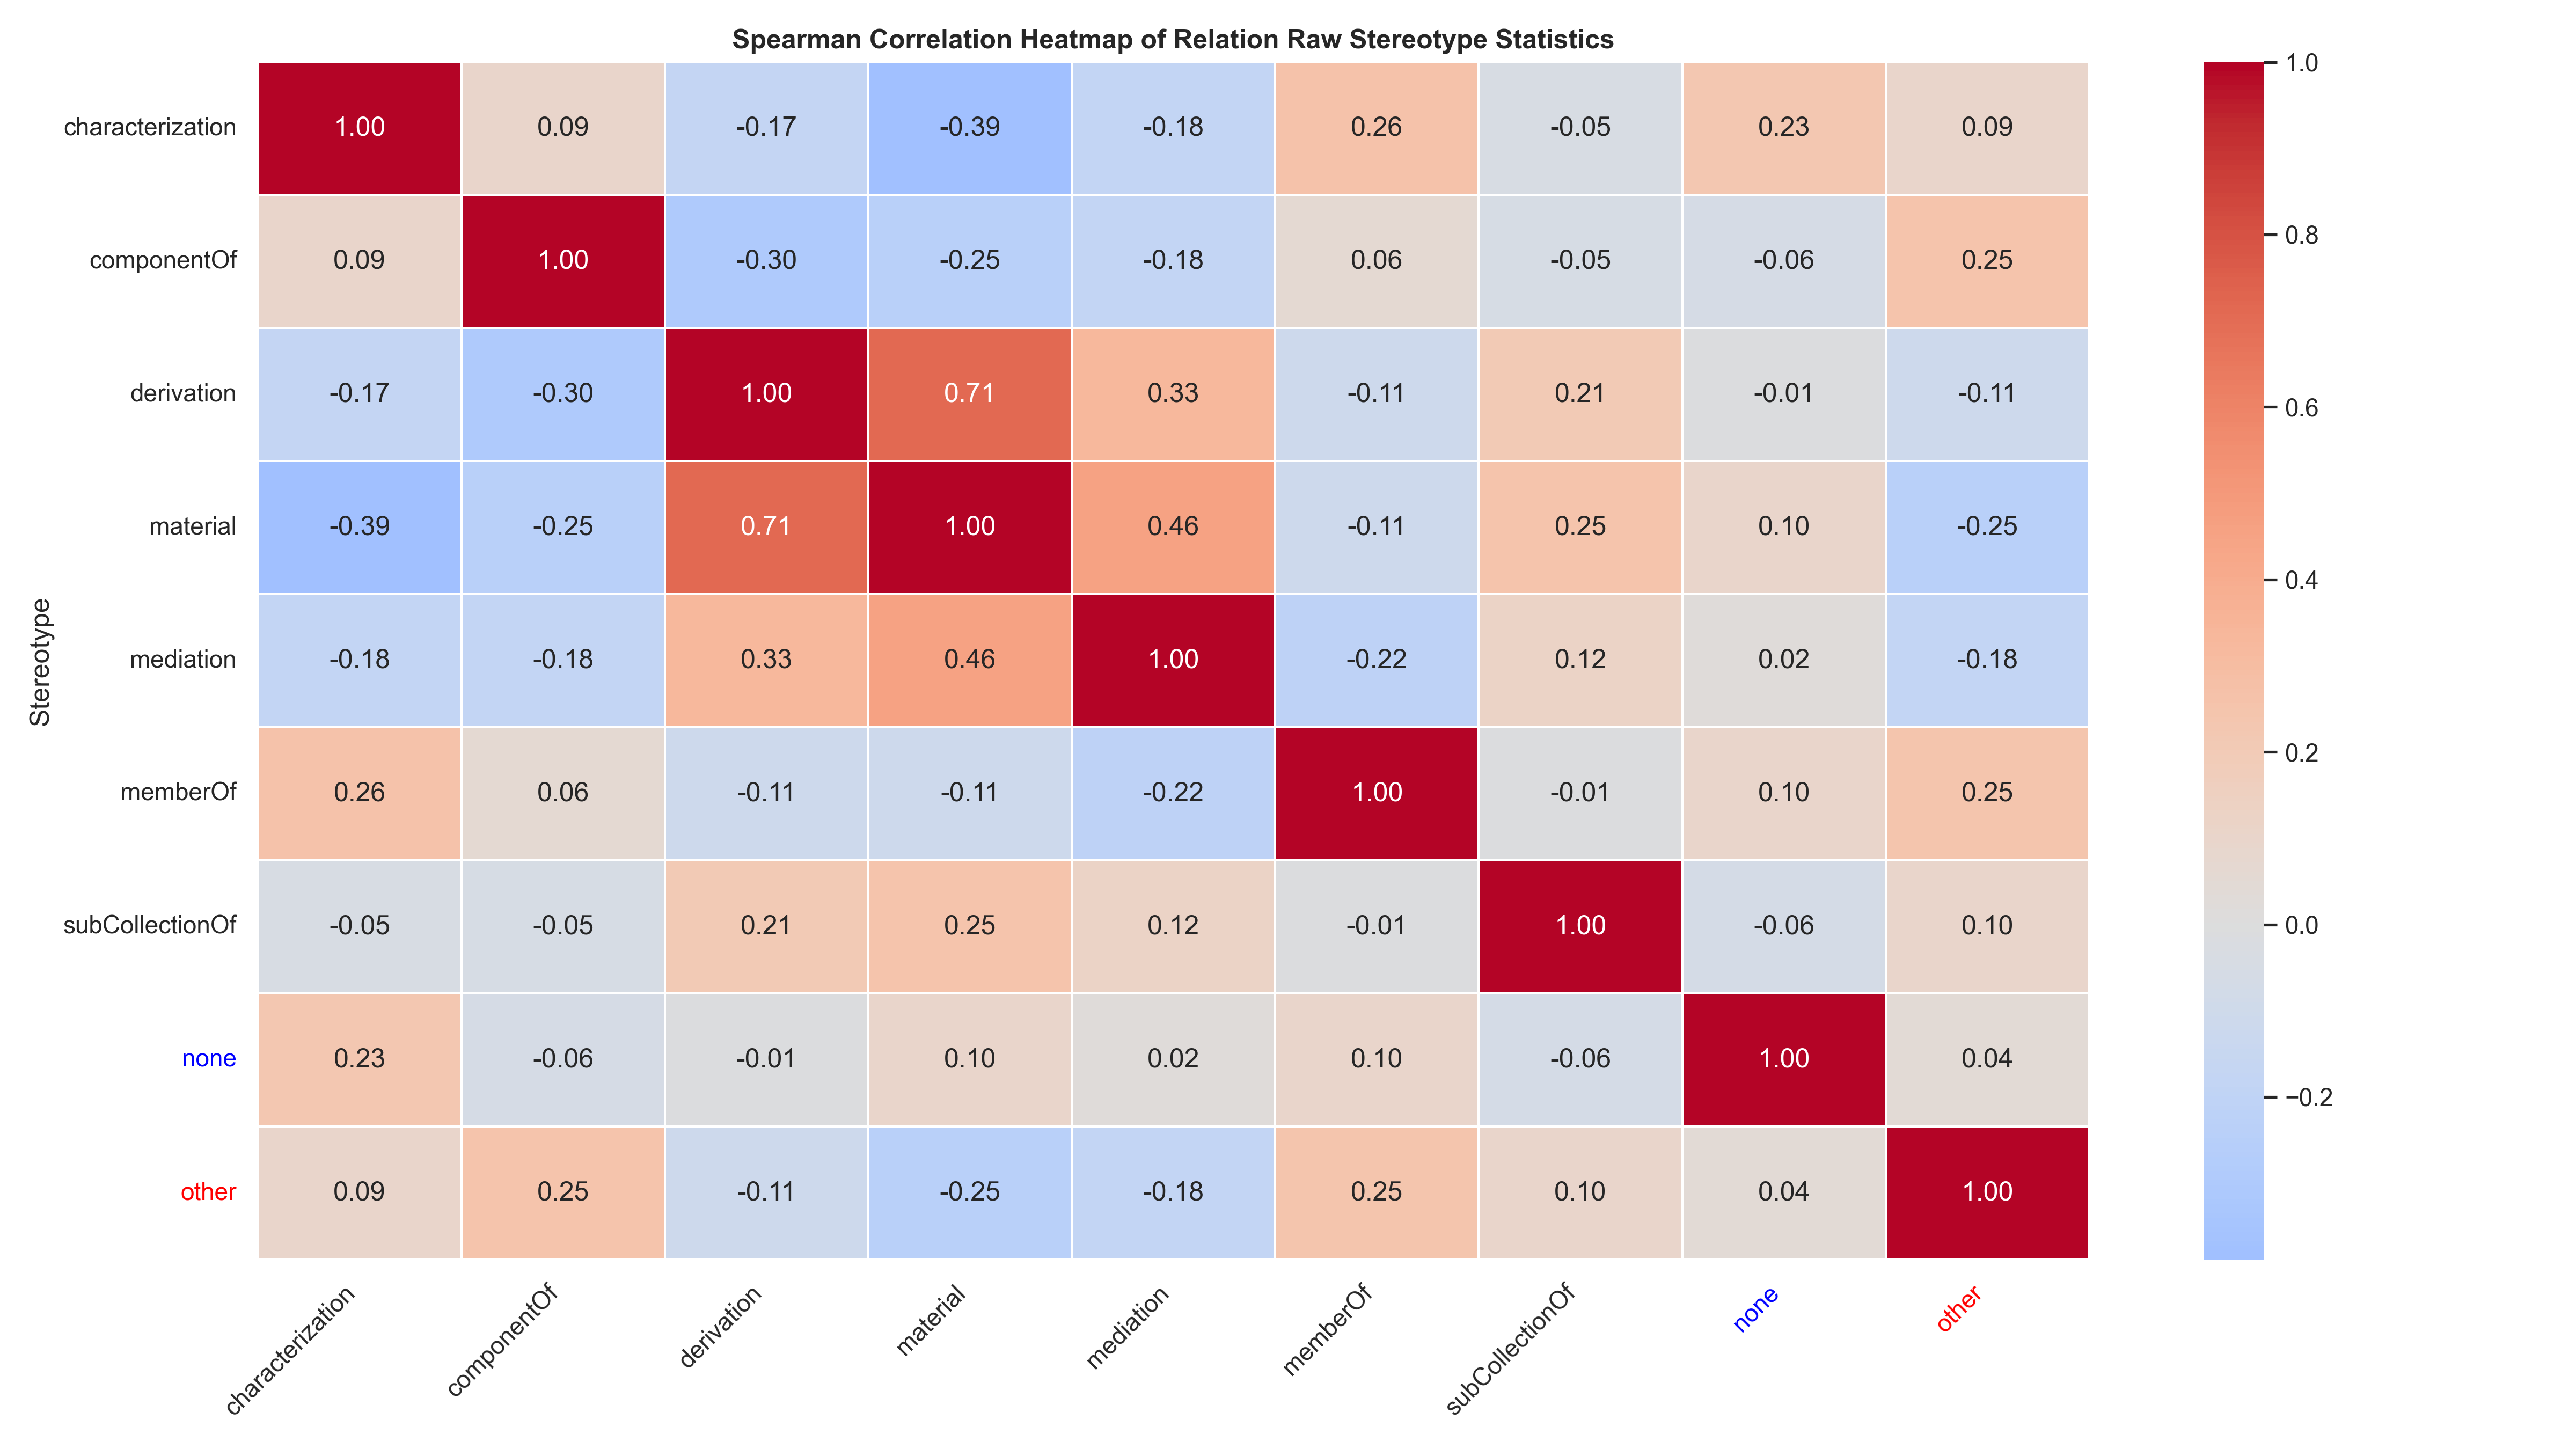 Spearman Correlation Heatmap of Relation Raw Stereotype Statistics
Stereotype
characterization 1.00 0.09 -0.17 -0.39 -0.18 0.26 -0.05 0.23 0.09
componentOf 0.09 1.00 -0.30 -0.25 -0.18 0.06 -0.05 -0.06 0.25
derivation -0.17 -0.30 1.00 0.71 0.33 -0.11 0.21 -0.01 -0.11
material -0.39 -0.25 0.71 1.00 0.46 -0.11 0.25 0.10 -0.25
mediation -0.18 -0.18 0.33 0.46 1.00 -0.22 0.12 0.02 -0.18
memberOf 0.26 0.06 -0.11 -0.11 -0.22 1.00 -0.01 0.10 0.25
subCollectionOf -0.05 -0.05 0.21 0.25 0.12 -0.01 1.00 -0.06 0.10
none 0.23 -0.06 -0.01 0.10 0.02 0.10 -0.06 1.00 0.04
other 0.09 0.25 -0.11 -0.25 -0.18 0.25 0.10 0.04 1.00
characterization componentOf derivation material mediation memberOf subCollectionOf none other
1.0
0.8
0.6
0.4
0.2
0.0
−0.2